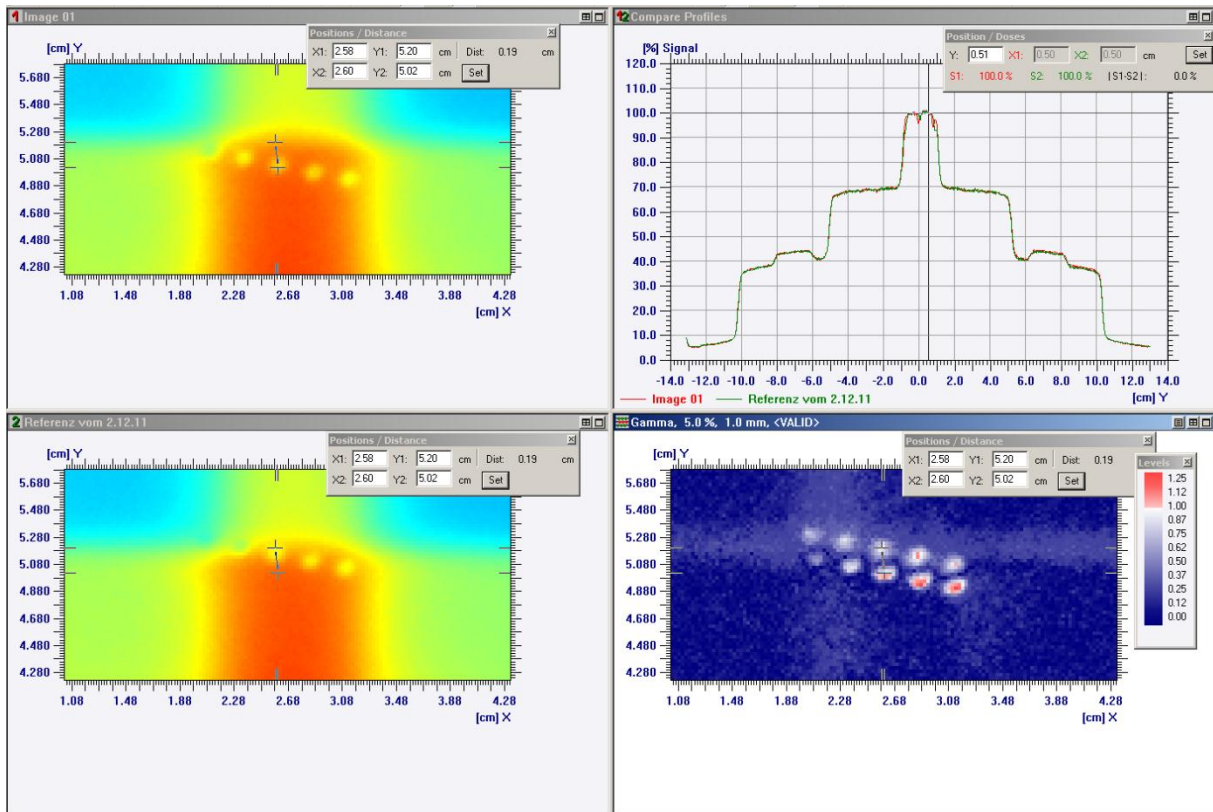 1 Image 01
Positions / Distance
X1: 2.58 Y1: 5.20 cm Dist: 0.19 cm
X2: 2.60 Y2: 5.02 cm Set
[cm] Y
5.680
5.480
5.280
5.080
4.880
4.680
4.480
4.280
1.08 1.48 1.88 2.28 2.68 3.08 3.48 3.88 4.28
[cm] X
12 Compare Profiles
Position / Doses
Y: 0.51 X1: 0.50 X2: 0.50 cm Set
S1: 100.0 % S2: 100.0 % |S1-S2|: 0.0 %
[%] Signal
120.0
110.0
100.0
90.0
80.0
70.0
60.0
50.0
40.0
30.0
20.0
10.0
0.0
-14.0 -12.0 -10.0 -8.0 -6.0 -4.0 -2.0 0.0 2.0 4.0 6.0 8.0 10.0 12.0 14.0
Image 01 Referenz vom 2.12.11 [cm] Y
2 Referenz vom 2.12.11
Positions / Distance
X1: 2.58 Y1: 5.20 cm Dist: 0.19 cm
X2: 2.60 Y2: 5.02 cm Set
[cm] Y
5.680
5.480
5.280
5.080
4.880
4.680
4.480
4.280
1.08 1.48 1.88 2.28 2.68 3.08 3.48 3.88 4.28
[cm] X
Gamma, 5.0 %, 1.0 mm, <VALID>
Positions / Distance
X1: 2.58 Y1: 5.20 cm Dist: 0.19 cm
X2: 2.60 Y2: 5.02 cm Set
[cm] Y
5.680
5.480
5.280
5.080
4.880
4.680
4.480
4.280
1.08 1.48 1.88 2.28 2.68 3.08 3.48 3.88 4.28
[cm] X
Levels
1.25
1.12
1.00
0.87
0.75
0.62
0.50
0.37
0.25
0.12
0.00